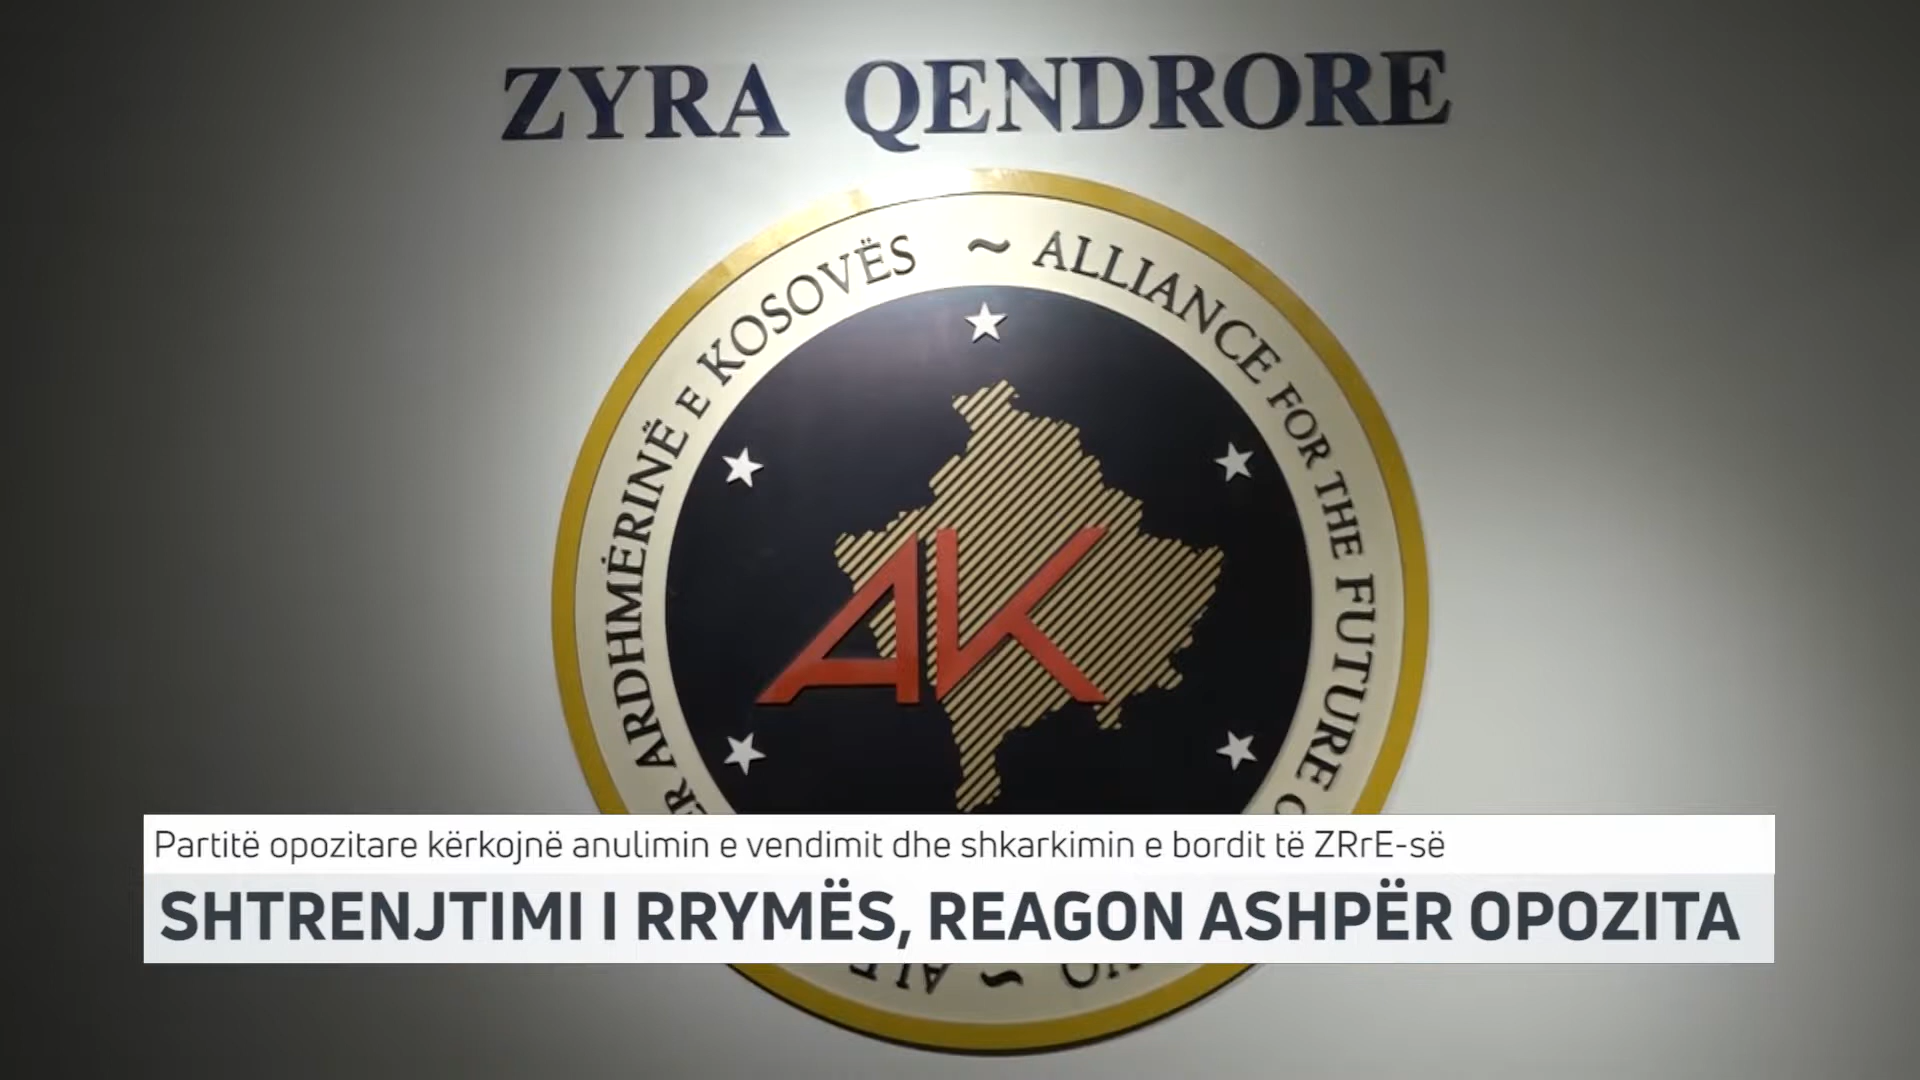 ZYRA QENDRORE
ARDHMËRINË E KOSOVËS ~ ALLIANCE FOR THE FUTURE
AK
Partitë opozitare kërkojnë anulimin e vendimit dhe shkarkimin e bordit të ZRrE-së
SHTRENJTIMI I RRYMËS, REAGON ASHPËR OPOZITA